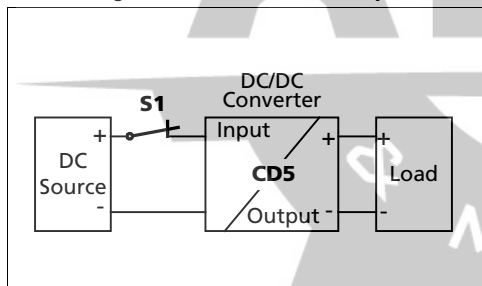 DC/DC
Converter
S1
+
Input
+
+
DC
Source
CD5
Load
-
Output
-
-